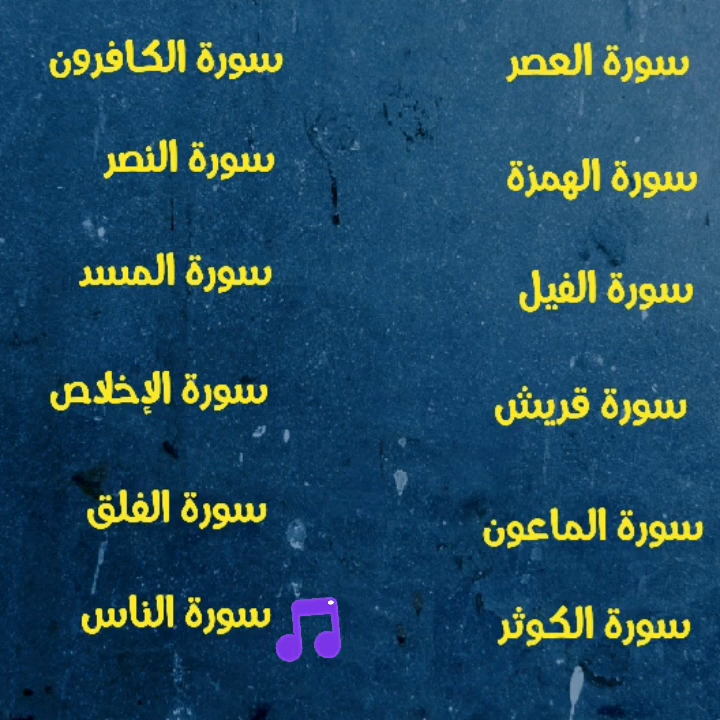 سورة العصر
سورة الهمزة
سورة الفيل
سورة قريش
سورة الماعون
سورة الكوثر
سورة الكافرون
سورة النصر
سورة المسد
سورة الإخلاص
سورة الفلق
سورة الناس